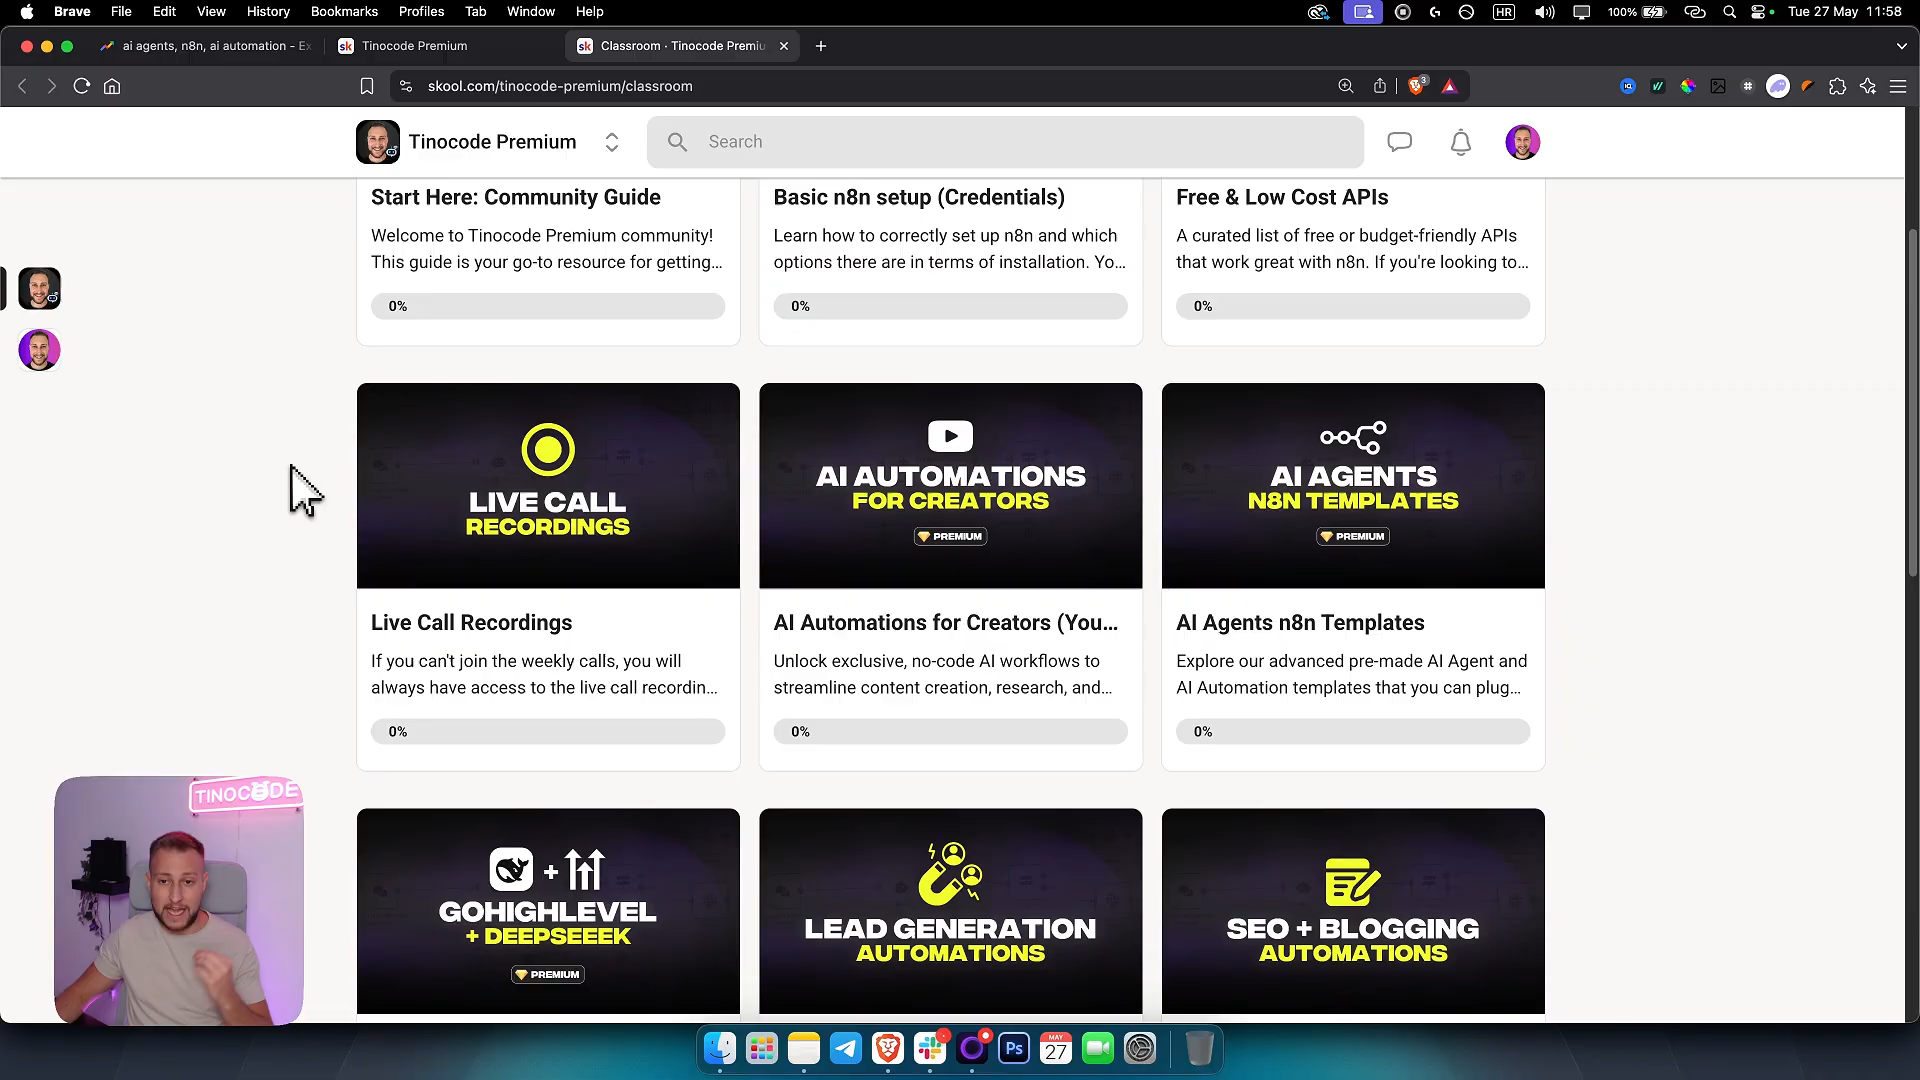 Brave File Edit View History Bookmarks Profiles Tab Window Help
HR 100% Tue 27 May 11:58
ai agents, n8n, ai automation - Ex
sk Tinocode Premium
sk Classroom · Tinocode Premiu
skool.com/tinocode-premium/classroom
3
Tinocode Premium
Search
Start Here: Community Guide
Welcome to Tinocode Premium community!
This guide is your go-to resource for getting...
0%
Basic n8n setup (Credentials)
Learn how to correctly set up n8n and which
options there are in terms of installation. Yo...
0%
Free & Low Cost APIs
A curated list of free or budget-friendly APIs
that work great with n8n. If you're looking to...
0%
LIVE CALL
RECORDINGS
Live Call Recordings
If you can't join the weekly calls, you will
always have access to the live call recordin...
0%
AI AUTOMATIONS
FOR CREATORS
PREMIUM
AI Automations for Creators (You...
Unlock exclusive, no-code AI workflows to
streamline content creation, research, and...
0%
AI AGENTS
N8N TEMPLATES
PREMIUM
AI Agents n8n Templates
Explore our advanced pre-made AI Agent and
AI Automation templates that you can plug...
0%
TINOCODE
GOHIGHLEVEL
+ DEEPSEEEK
PREMIUM
LEAD GENERATION
AUTOMATIONS
SEO + BLOGGING
AUTOMATIONS
Ps
MAY
27